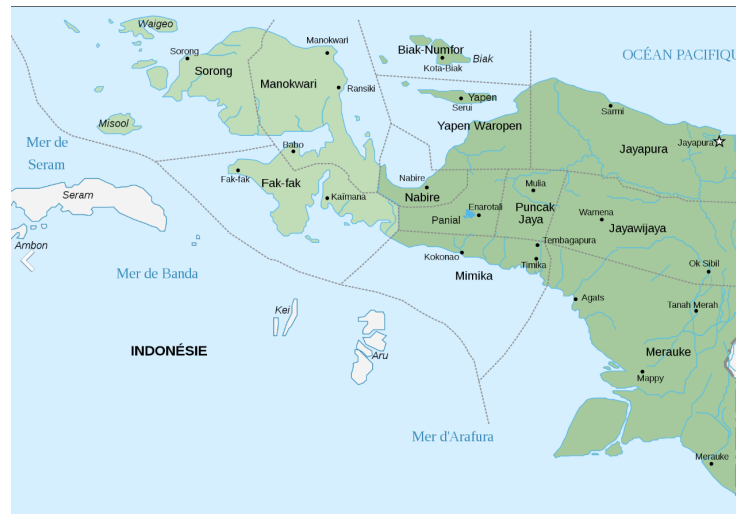 Waigeo
Manokwari
Biak-Numfor
OCÉAN PACIFIQU
Sorong
Biak
Kota-Biak
Sorong
Manokwari
Ransiki
Yapen
Serui
Sarmi
Misool
Yapen Waropen
Mer de
Seram
Babo
Jayapura
Jayapura
Fak-fak
Fak-fak
Nabire
Mulia
Seram
Kaimana
Nabire
Puncak
Jaya
Enarotali
Panial
Wamena
Jayawijaya
Ambon
Tembagapura
Kokonao
Timika
Ok Sibil
Mer de Banda
Mimika
Agats
Tanah Merah
Kei
Aru
INDONÉSIE
Merauke
Mappy
Mer d'Arafura
Merauke